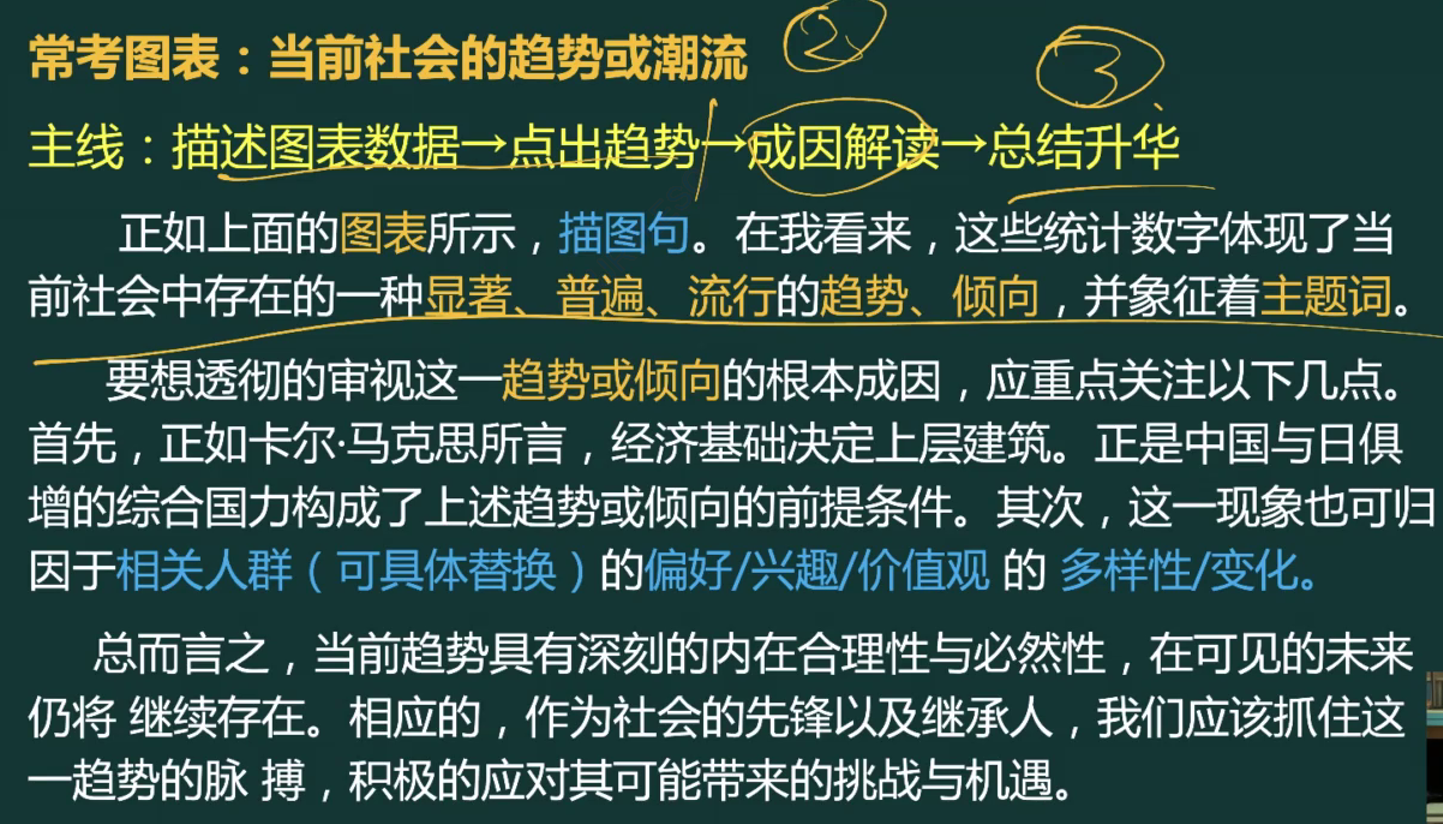 常考图表：当前社会的趋势或潮流
②
③
主线：描述图表数据→点出趋势→成因解读→总结升华
正如上面的图表所示，描图句。在我看来，这些统计数字体现了当
前社会中存在的一种显著、普遍、流行的趋势、倾向，并象征着主题词。
要想透彻的审视这一趋势或倾向的根本成因，应重点关注以下几点。
首先，正如卡尔·马克思所言，经济基础决定上层建筑。正是中国与日俱
增的综合国力构成了上述趋势或倾向的前提条件。其次，这一现象也可归
因于相关人群（可具体替换）的偏好/兴趣/价值观 的 多样性/变化。
总而言之，当前趋势具有深刻的内在合理性与必然性，在可见的未来
仍将 继续存在。相应的，作为社会的先锋以及继承人，我们应该抓住这
一趋势的脉 搏，积极的应对其可能带来的挑战与机遇。